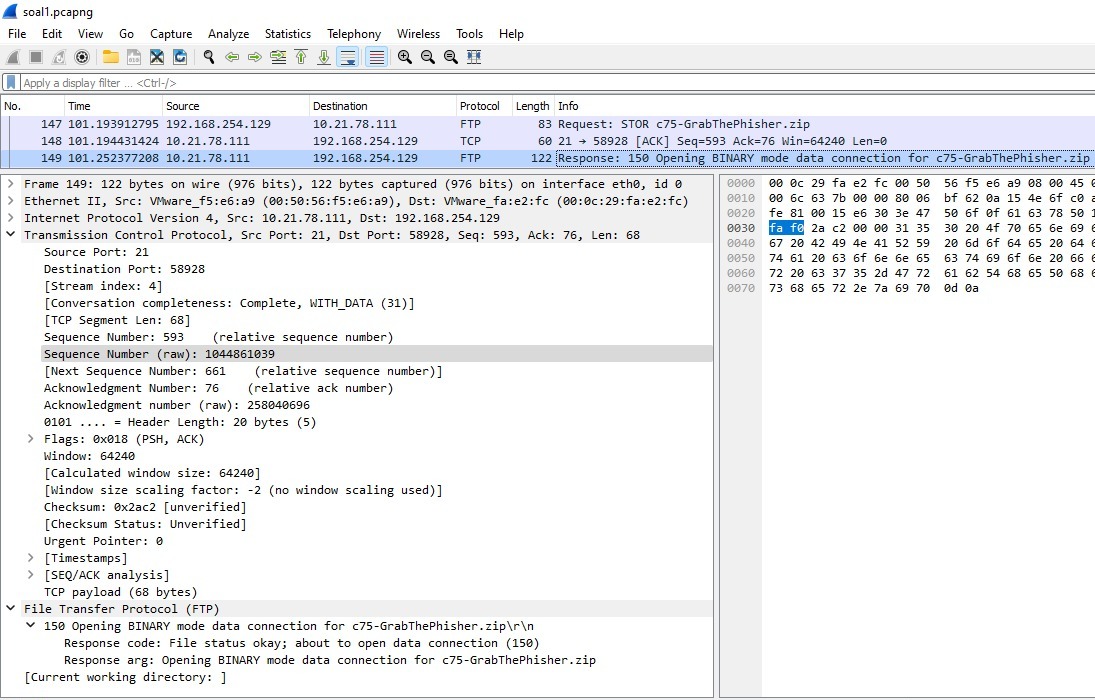 soal1.pcapng
File Edit View Go Capture Analyze Statistics Telephony Wireless Tools Help
Apply a display filter ... <Ctrl-/>
No. Time Source Destination Protocol Length Info
147 101.193912795 192.168.254.129 10.21.78.111 FTP 83 Request: STOR c75-GrabThePhisher.zip
148 101.194431424 10.21.78.111 192.168.254.129 TCP 60 21 → 58928 [ACK] Seq=593 Ack=76 Win=64240 Len=0
149 101.252377208 10.21.78.111 192.168.254.129 FTP 122 Response: 150 Opening BINARY mode data connection for c75-GrabThePhisher.zip
Frame 149: 122 bytes on wire (976 bits), 122 bytes captured (976 bits) on interface eth0, id 0
Ethernet II, Src: VMware_f5:e6:a9 (00:50:56:f5:e6:a9), Dst: VMware_fa:e2:fc (00:0c:29:fa:e2:fc)
Internet Protocol Version 4, Src: 10.21.78.111, Dst: 192.168.254.129
Transmission Control Protocol, Src Port: 21, Dst Port: 58928, Seq: 593, Ack: 76, Len: 68
Source Port: 21
Destination Port: 58928
[Stream index: 4]
[Conversation completeness: Complete, WITH_DATA (31)]
[TCP Segment Len: 68]
Sequence Number: 593 (relative sequence number)
Sequence Number (raw): 1044861039
[Next Sequence Number: 661 (relative sequence number)]
Acknowledgment Number: 76 (relative ack number)
Acknowledgment number (raw): 258040696
0101 .... = Header Length: 20 bytes (5)
Flags: 0x018 (PSH, ACK)
Window: 64240
[Calculated window size: 64240]
[Window size scaling factor: -2 (no window scaling used)]
Checksum: 0x2ac2 [unverified]
[Checksum Status: Unverified]
Urgent Pointer: 0
[Timestamps]
[SEQ/ACK analysis]
TCP payload (68 bytes)
File Transfer Protocol (FTP)
150 Opening BINARY mode data connection for c75-GrabThePhisher.zip\r\n
Response code: File status okay; about to open data connection (150)
Response arg: Opening BINARY mode data connection for c75-GrabThePhisher.zip
[Current working directory: ]
0000 00 0c 29 fa e2 fc 00 50 56 f5 e6 a9 08 00 45 0
0010 00 6c 63 7b 00 00 80 06 bf 62 0a 15 4e 6f c0 a
0020 fe 81 00 15 e6 30 3e 47 50 6f 0f 61 63 78 50 1
0030 fa f0 2a c2 00 00 31 35 30 20 4f 70 65 6e 69 6
0040 67 20 42 49 4e 41 52 59 20 6d 6f 64 65 20 64 6
0050 74 61 20 63 6f 6e 6e 65 63 74 69 6f 6e 20 66 6
0060 72 20 63 37 35 2d 47 72 61 62 54 68 65 50 68 6
0070 73 68 65 72 2e 7a 69 70 0d 0a